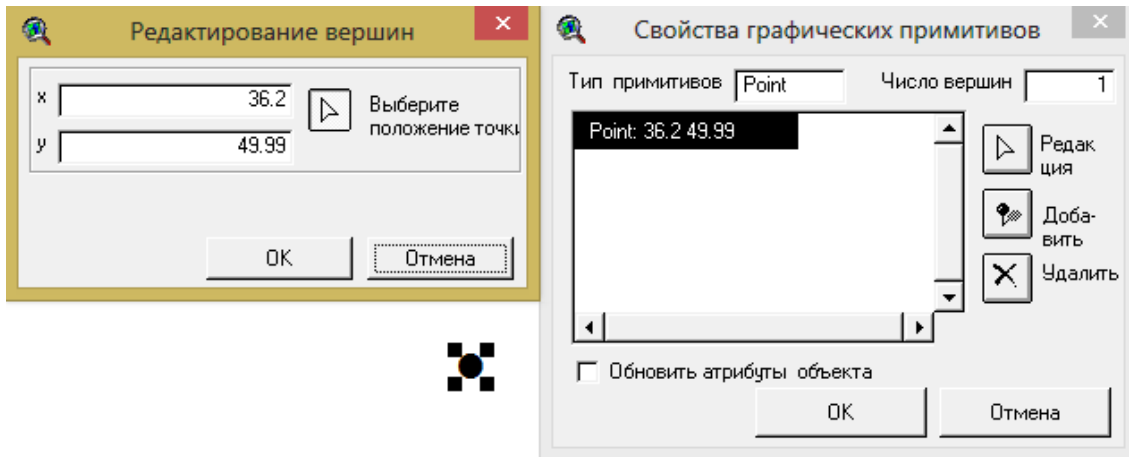 Редактирование вершин
x 36.2
y 49.99
Выберите
положение точки
OK
Отмена
Свойства графических примитивов
Тип примитивов Point
Число вершин 1
Point: 36.2 49.99
Редак
ция
Доба-
вить
Удалить
Обновить атрибуты объекта
OK
Отмена